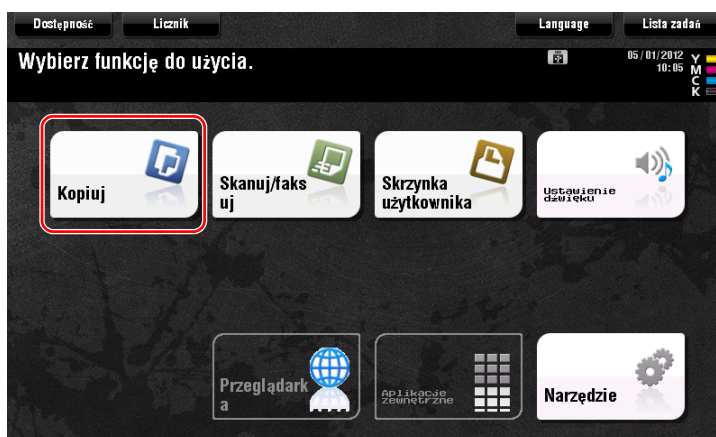 Dostępność
Licznik
Language
Lista zadań
Wybierz funkcję do użycia.
05/01/2012
10:05
Y
M
C
K
Kopiuj
Skanuj/faks
uj
Skrzynka
użytkownika
Ustawienie
dźwięku
Przeglądark
a
Aplikacje
zewnętrzne
Narzędzie